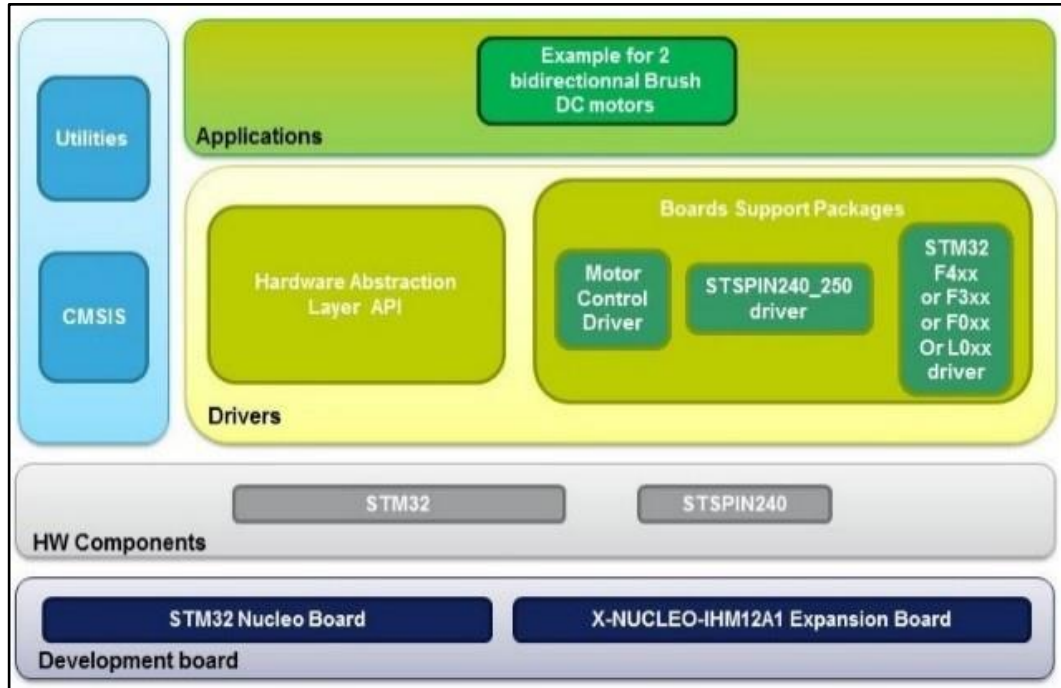 Utilities
CMSIS
Example for 2
bidirectionnal Brush
DC motors
Applications
Hardware Abstraction
Layer API
Boards Support Packages
Motor
Control
Driver
STSPIN240_250
driver
STM32
F4xx
or F3xx
or F0xx
Or L0xx
driver
Drivers
STM32
STSPIN240
HW Components
STM32 Nucleo Board
X-NUCLEO-IHM12A1 Expansion Board
Development board